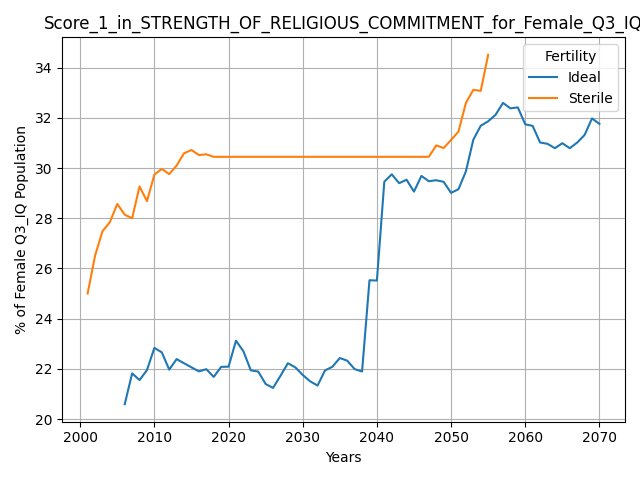 Score_1_in_STRENGTH_OF_RELIGIOUS_COMMITMENT_for_Female_Q3_IQ
Fertility
Ideal
Sterile
% of Female Q3_IQ Population
34
32
30
28
26
24
22
20
2000 2010 2020 2030 2040 2050 2060 2070
Years